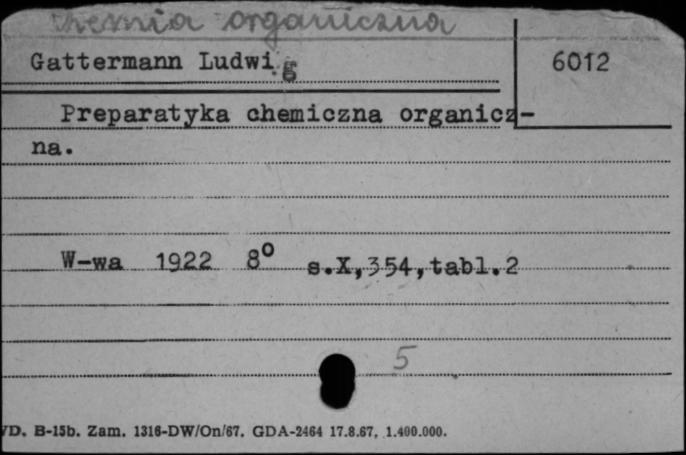 chemia organiczna
Gattermann Ludwig
6012
Preparatyka chemiczna organicz-
na.
W-wa 1922 8° s.X,354,tabl.2
5
VD. B-15b. Zam. 1316-DW/On/67. GDA-2464 17.8.67. 1.400.000.